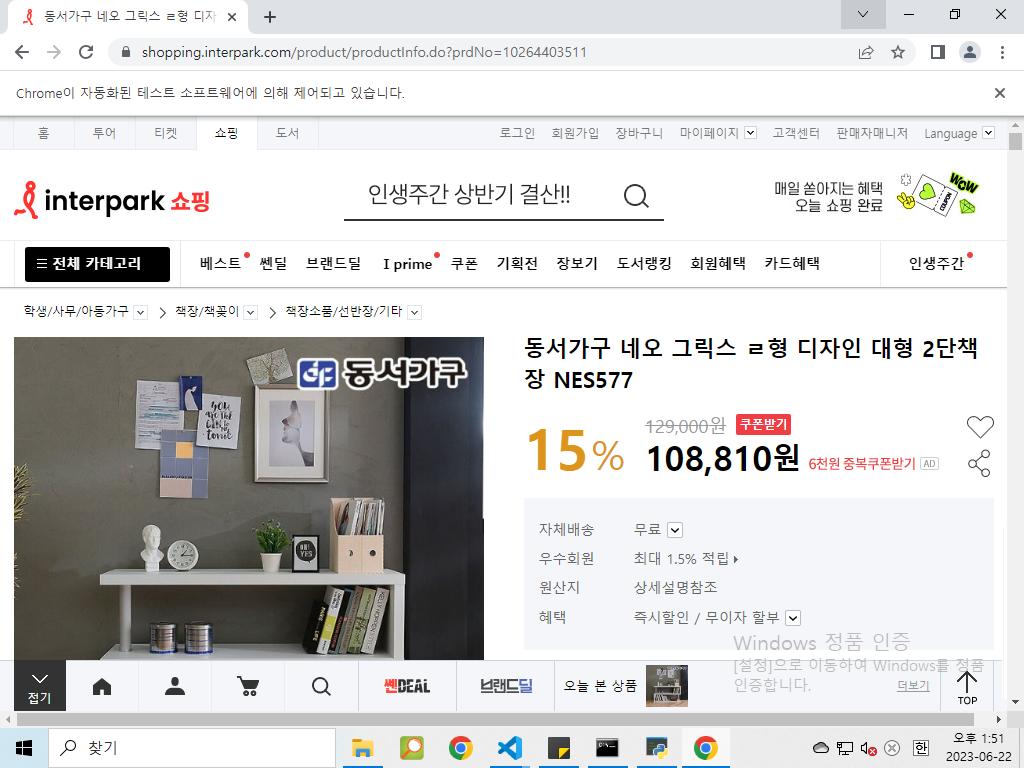 동서가구 네오 그릭스 ㄹ형 디자
shopping.interpark.com/product/productInfo.do?prdNo=10264403511
Chrome이 자동화된 테스트 소프트웨어에 의해 제어되고 있습니다.
홈 투어 티켓 쇼핑 도서 로그인 회원가입 장바구니 마이페이지 고객센터 판매자매니저 Language
interpark 쇼핑
인생주간 상반기 결산!!
매일 쏟아지는 혜택
오늘 쇼핑 완료
WOW
COUPON
전체 카테고리 베스트 쎈딜 브랜드딜 I prime 쿠폰 기획전 장보기 도서랭킹 회원혜택 카드혜택 인생주간
학생/사무/아동가구 책장/책꽂이 책장소품/선반장/기타
동서가구
동서가구 네오 그릭스 ㄹ형 디자인 대형 2단책
장 NES577
15%
129,000원 쿠폰받기
108,810원 6천원 중복쿠폰받기 AD
자체배송 무료
우수회원 최대 1.5% 적립
원산지 상세설명참조
혜택 즉시할인 / 무이자 할부
Windows 정품 인증
[설정]으로 이동하여 Windows를 정품
인증합니다.
접기
쎈DEAL
브랜드딜
오늘 본 상품
더보기
TOP
찾기
한
오후 1:51
2023-06-22